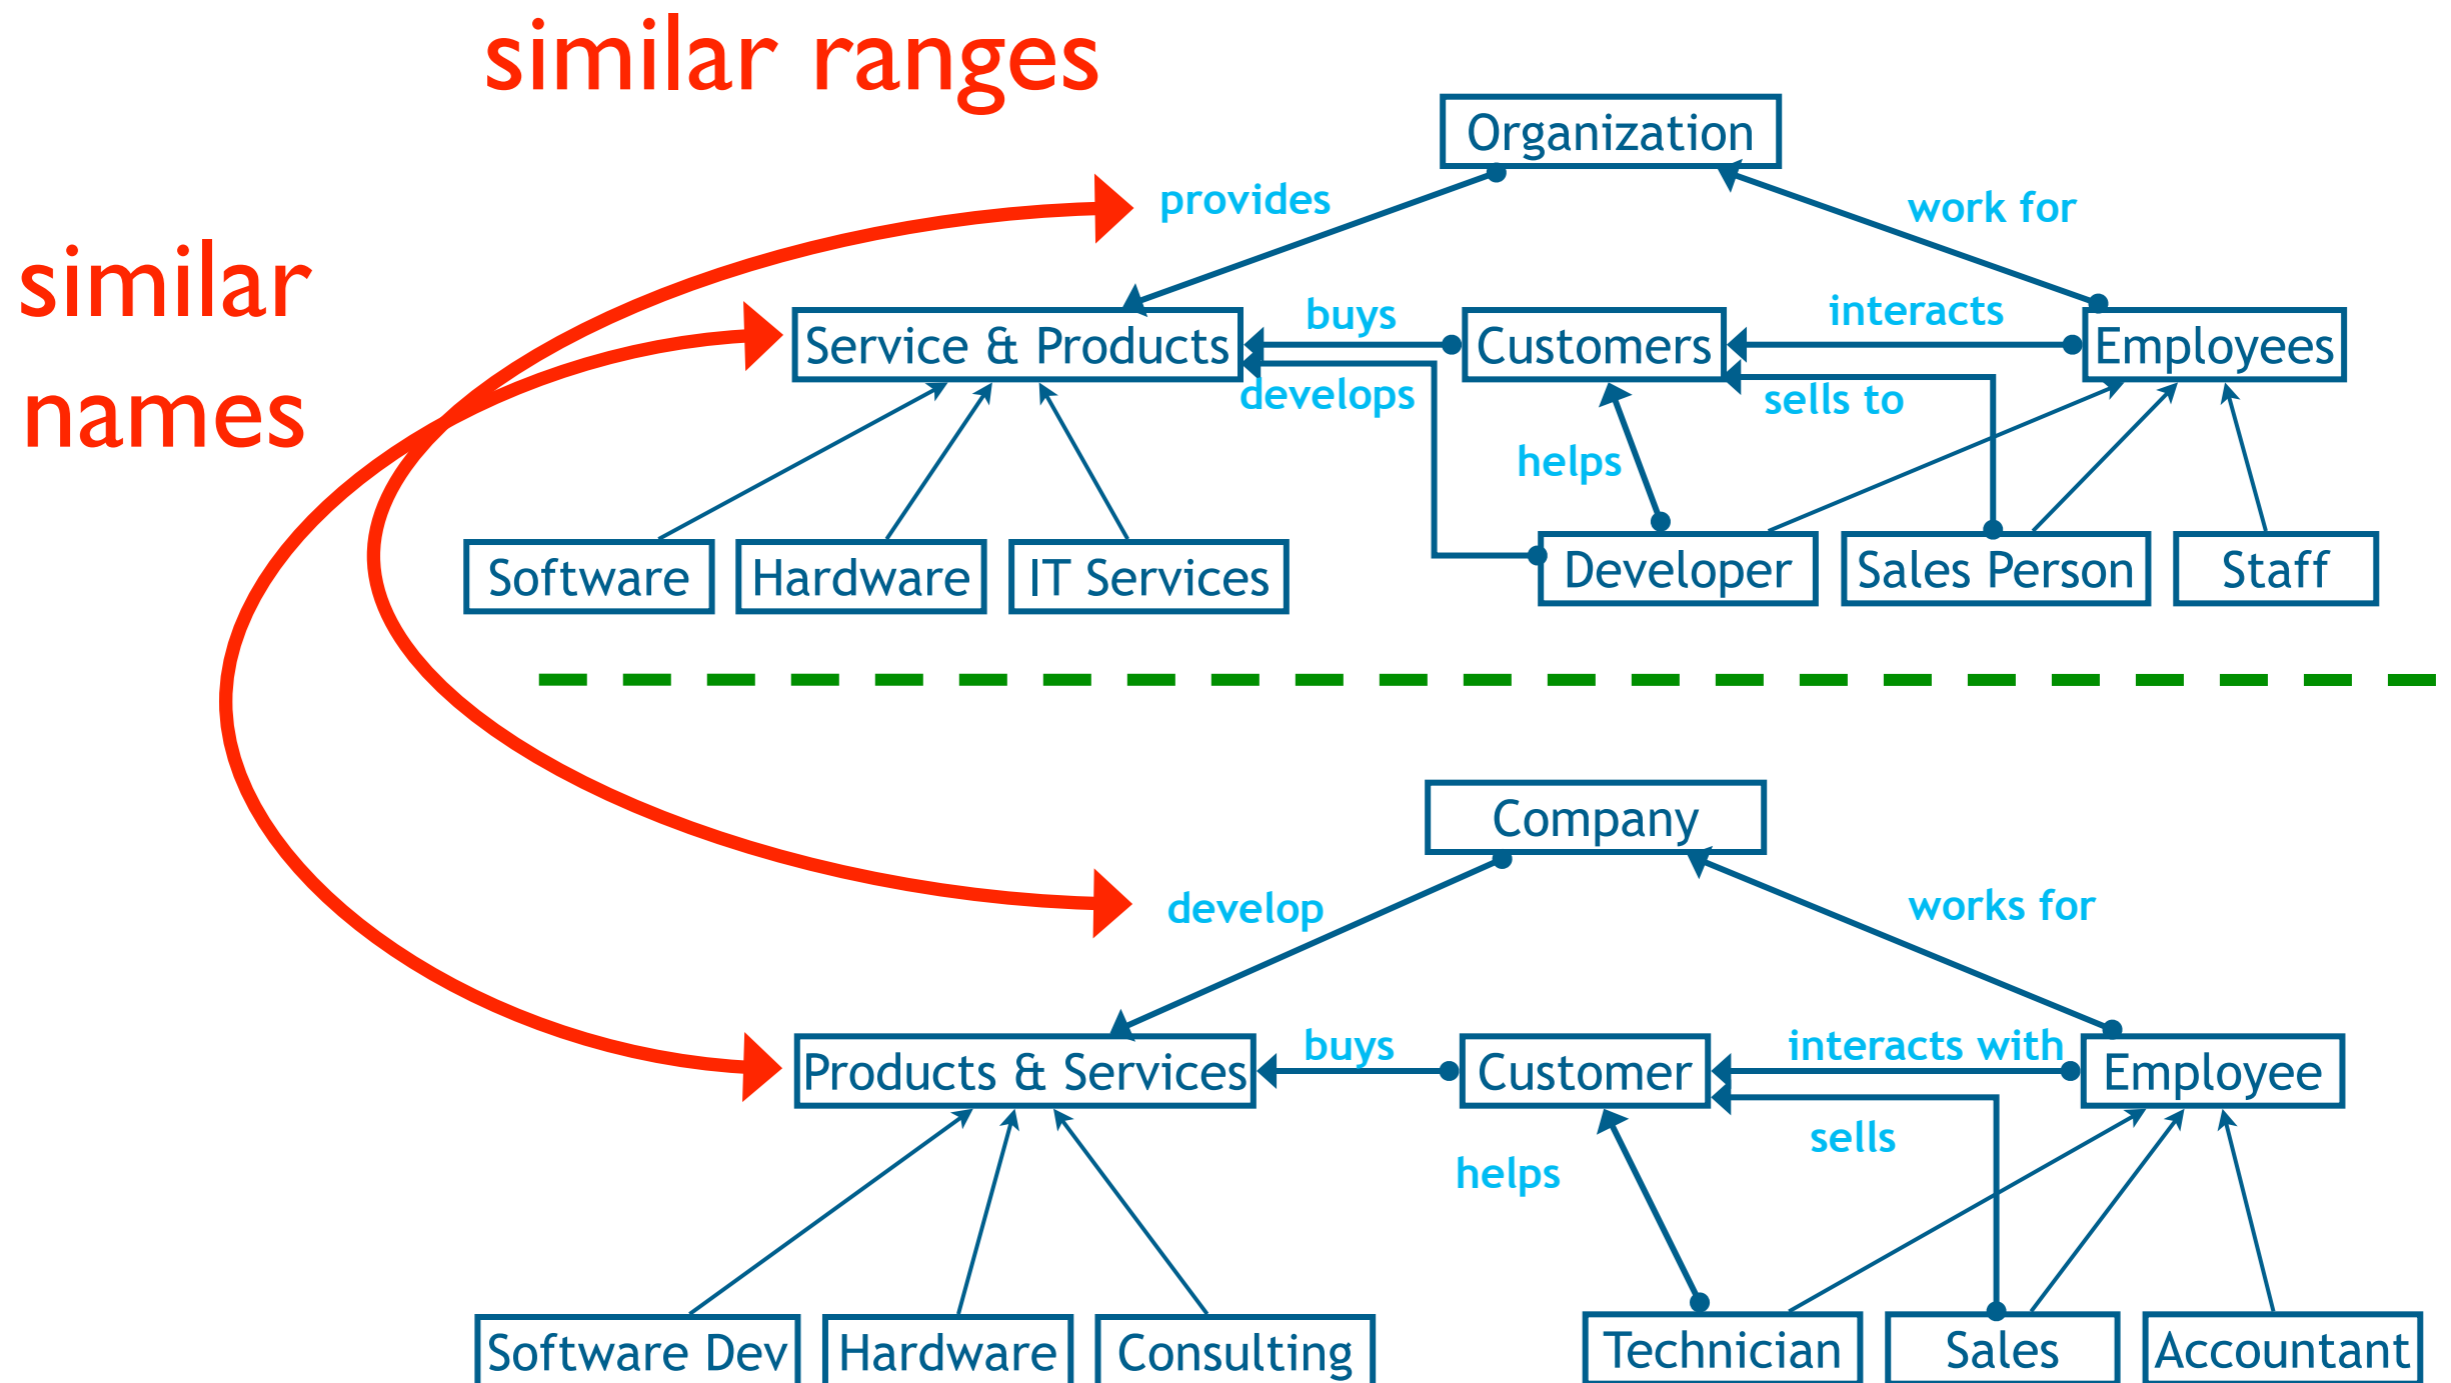 similar ranges
similar
names
Organization
provides
work for
Service & Products
buys
Customers
interacts
Employees
develops
sells to
helps
Software
Hardware
IT Services
Developer
Sales Person
Staff
Company
develop
works for
Products & Services
buys
Customer
interacts with
Employee
sells
helps
Software Dev
Hardware
Consulting
Technician
Sales
Accountant